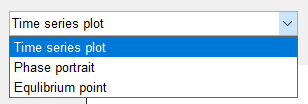 Time series plot
Time series plot
Phase portrait
Equlibrium point